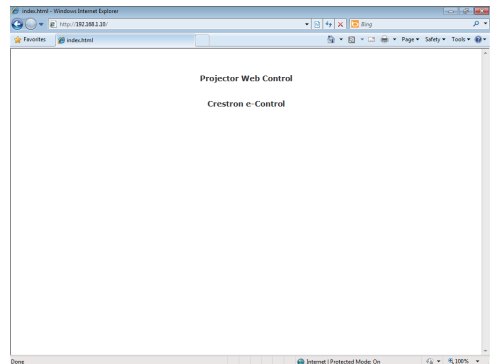 index.html - Windows Internet Explorer
http://192.168.1.10/
Bing
Favorites
index.html
Page
Safety
Tools
Projector Web Control
Crestron e-Control
Done
Internet | Protected Mode: On
100%